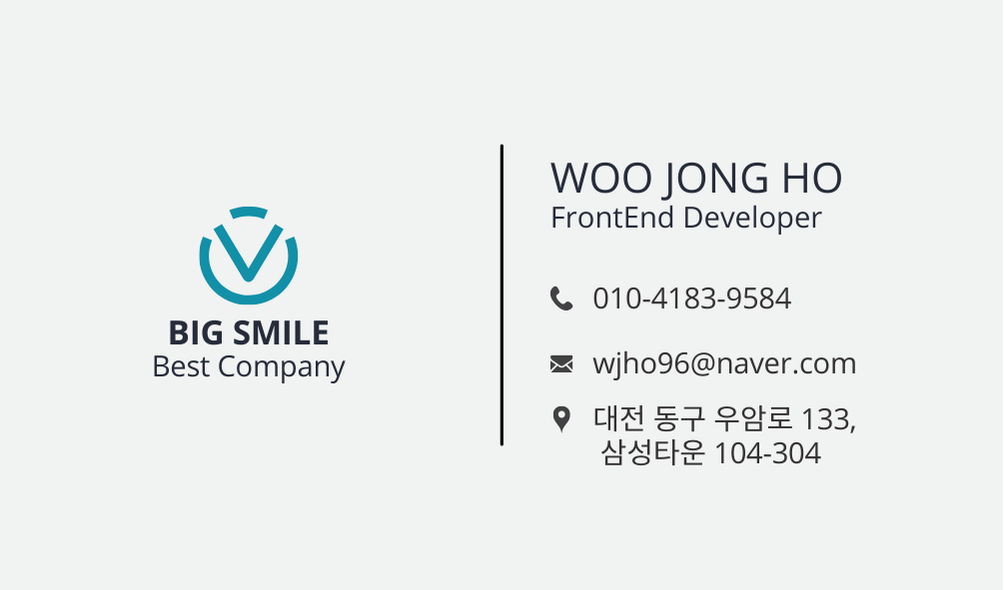 BIG SMILE
Best Company
WOO JONG HO
FrontEnd Developer
010-4183-9584
wjho96@naver.com
대전 동구 우암로 133,
삼성타운 104-304